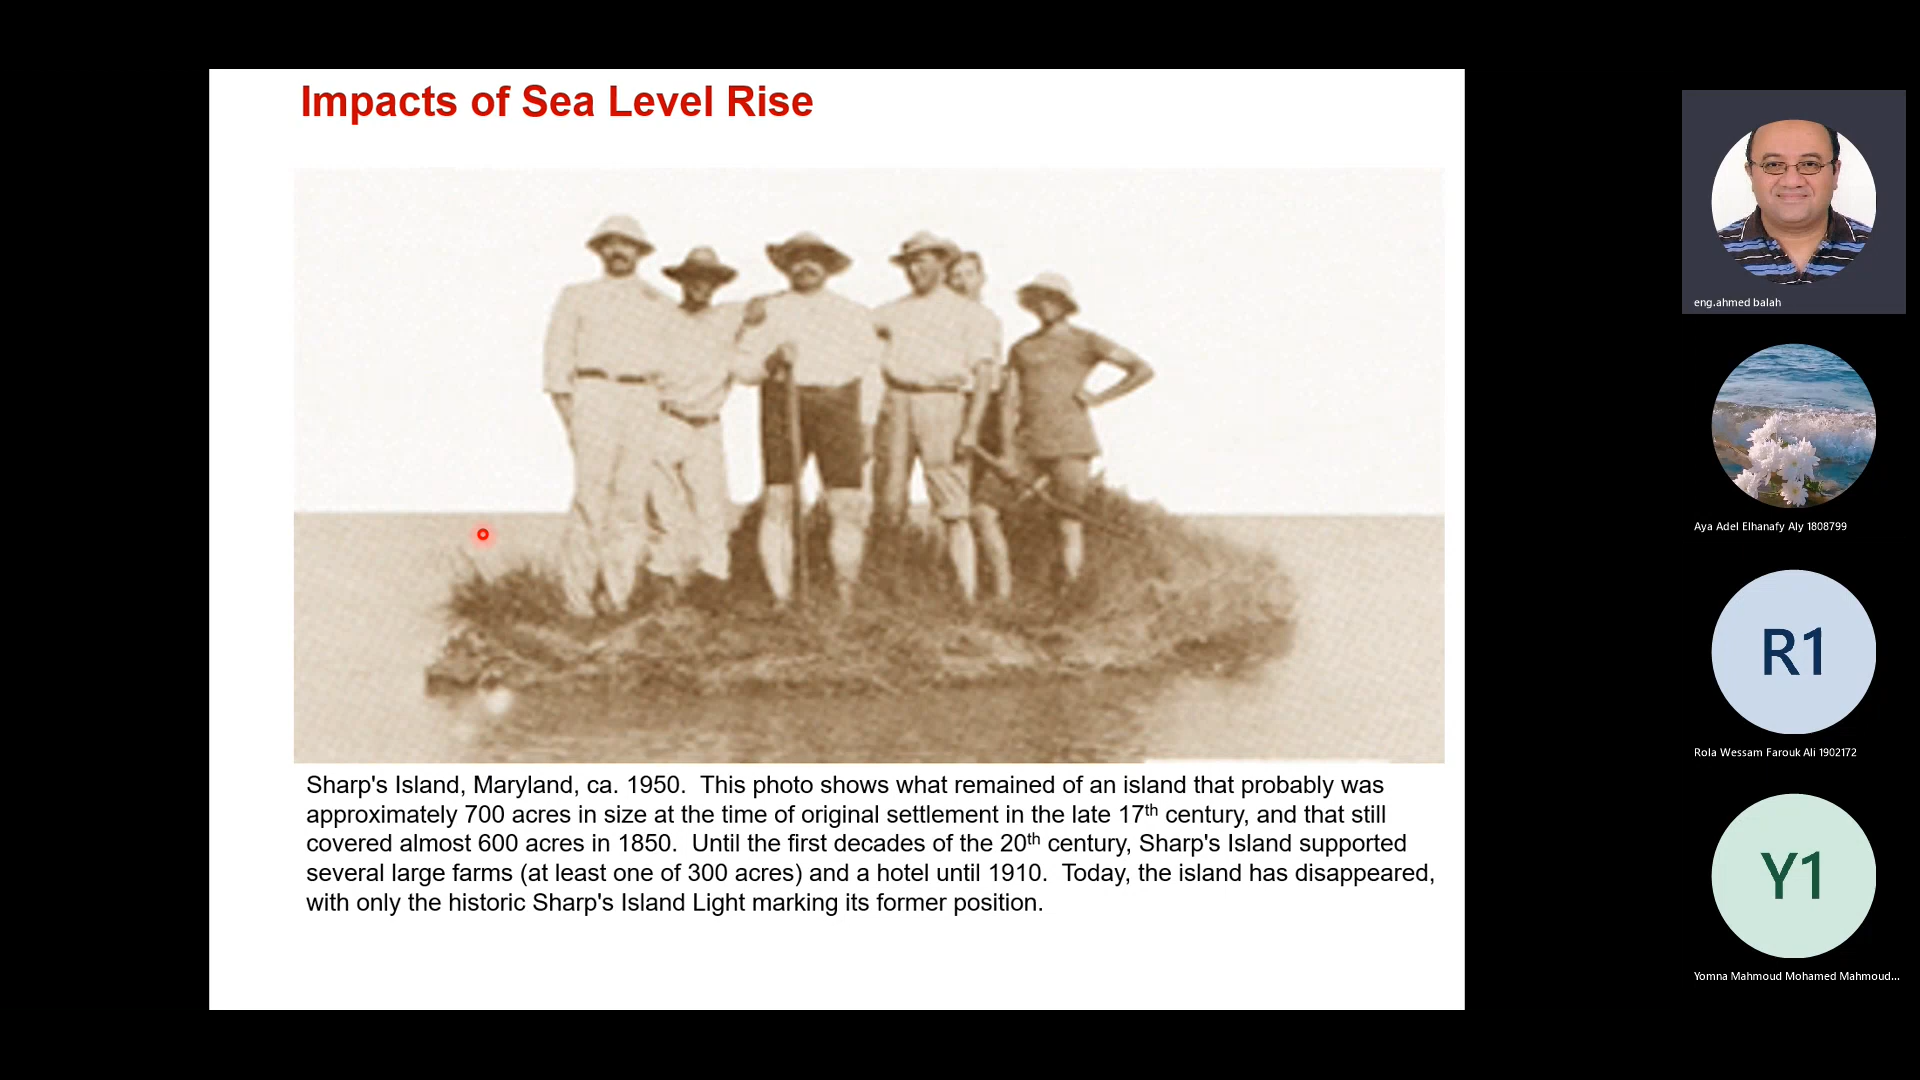 Impacts of Sea Level Rise
Sharp's Island, Maryland, ca. 1950.  This photo shows what remained of an island that probably was
approximately 700 acres in size at the time of original settlement in the late 17th century, and that still
covered almost 600 acres in 1850.  Until the first decades of the 20th century, Sharp's Island supported
several large farms (at least one of 300 acres) and a hotel until 1910.  Today, the island has disappeared,
with only the historic Sharp's Island Light marking its former position.
eng.ahmed balah
Aya Adel Elhanafy Aly 1808799
R1
Rola Wessam Farouk Ali 1902172
Y1
Yomna Mahmoud Mohamed Mahmoud...